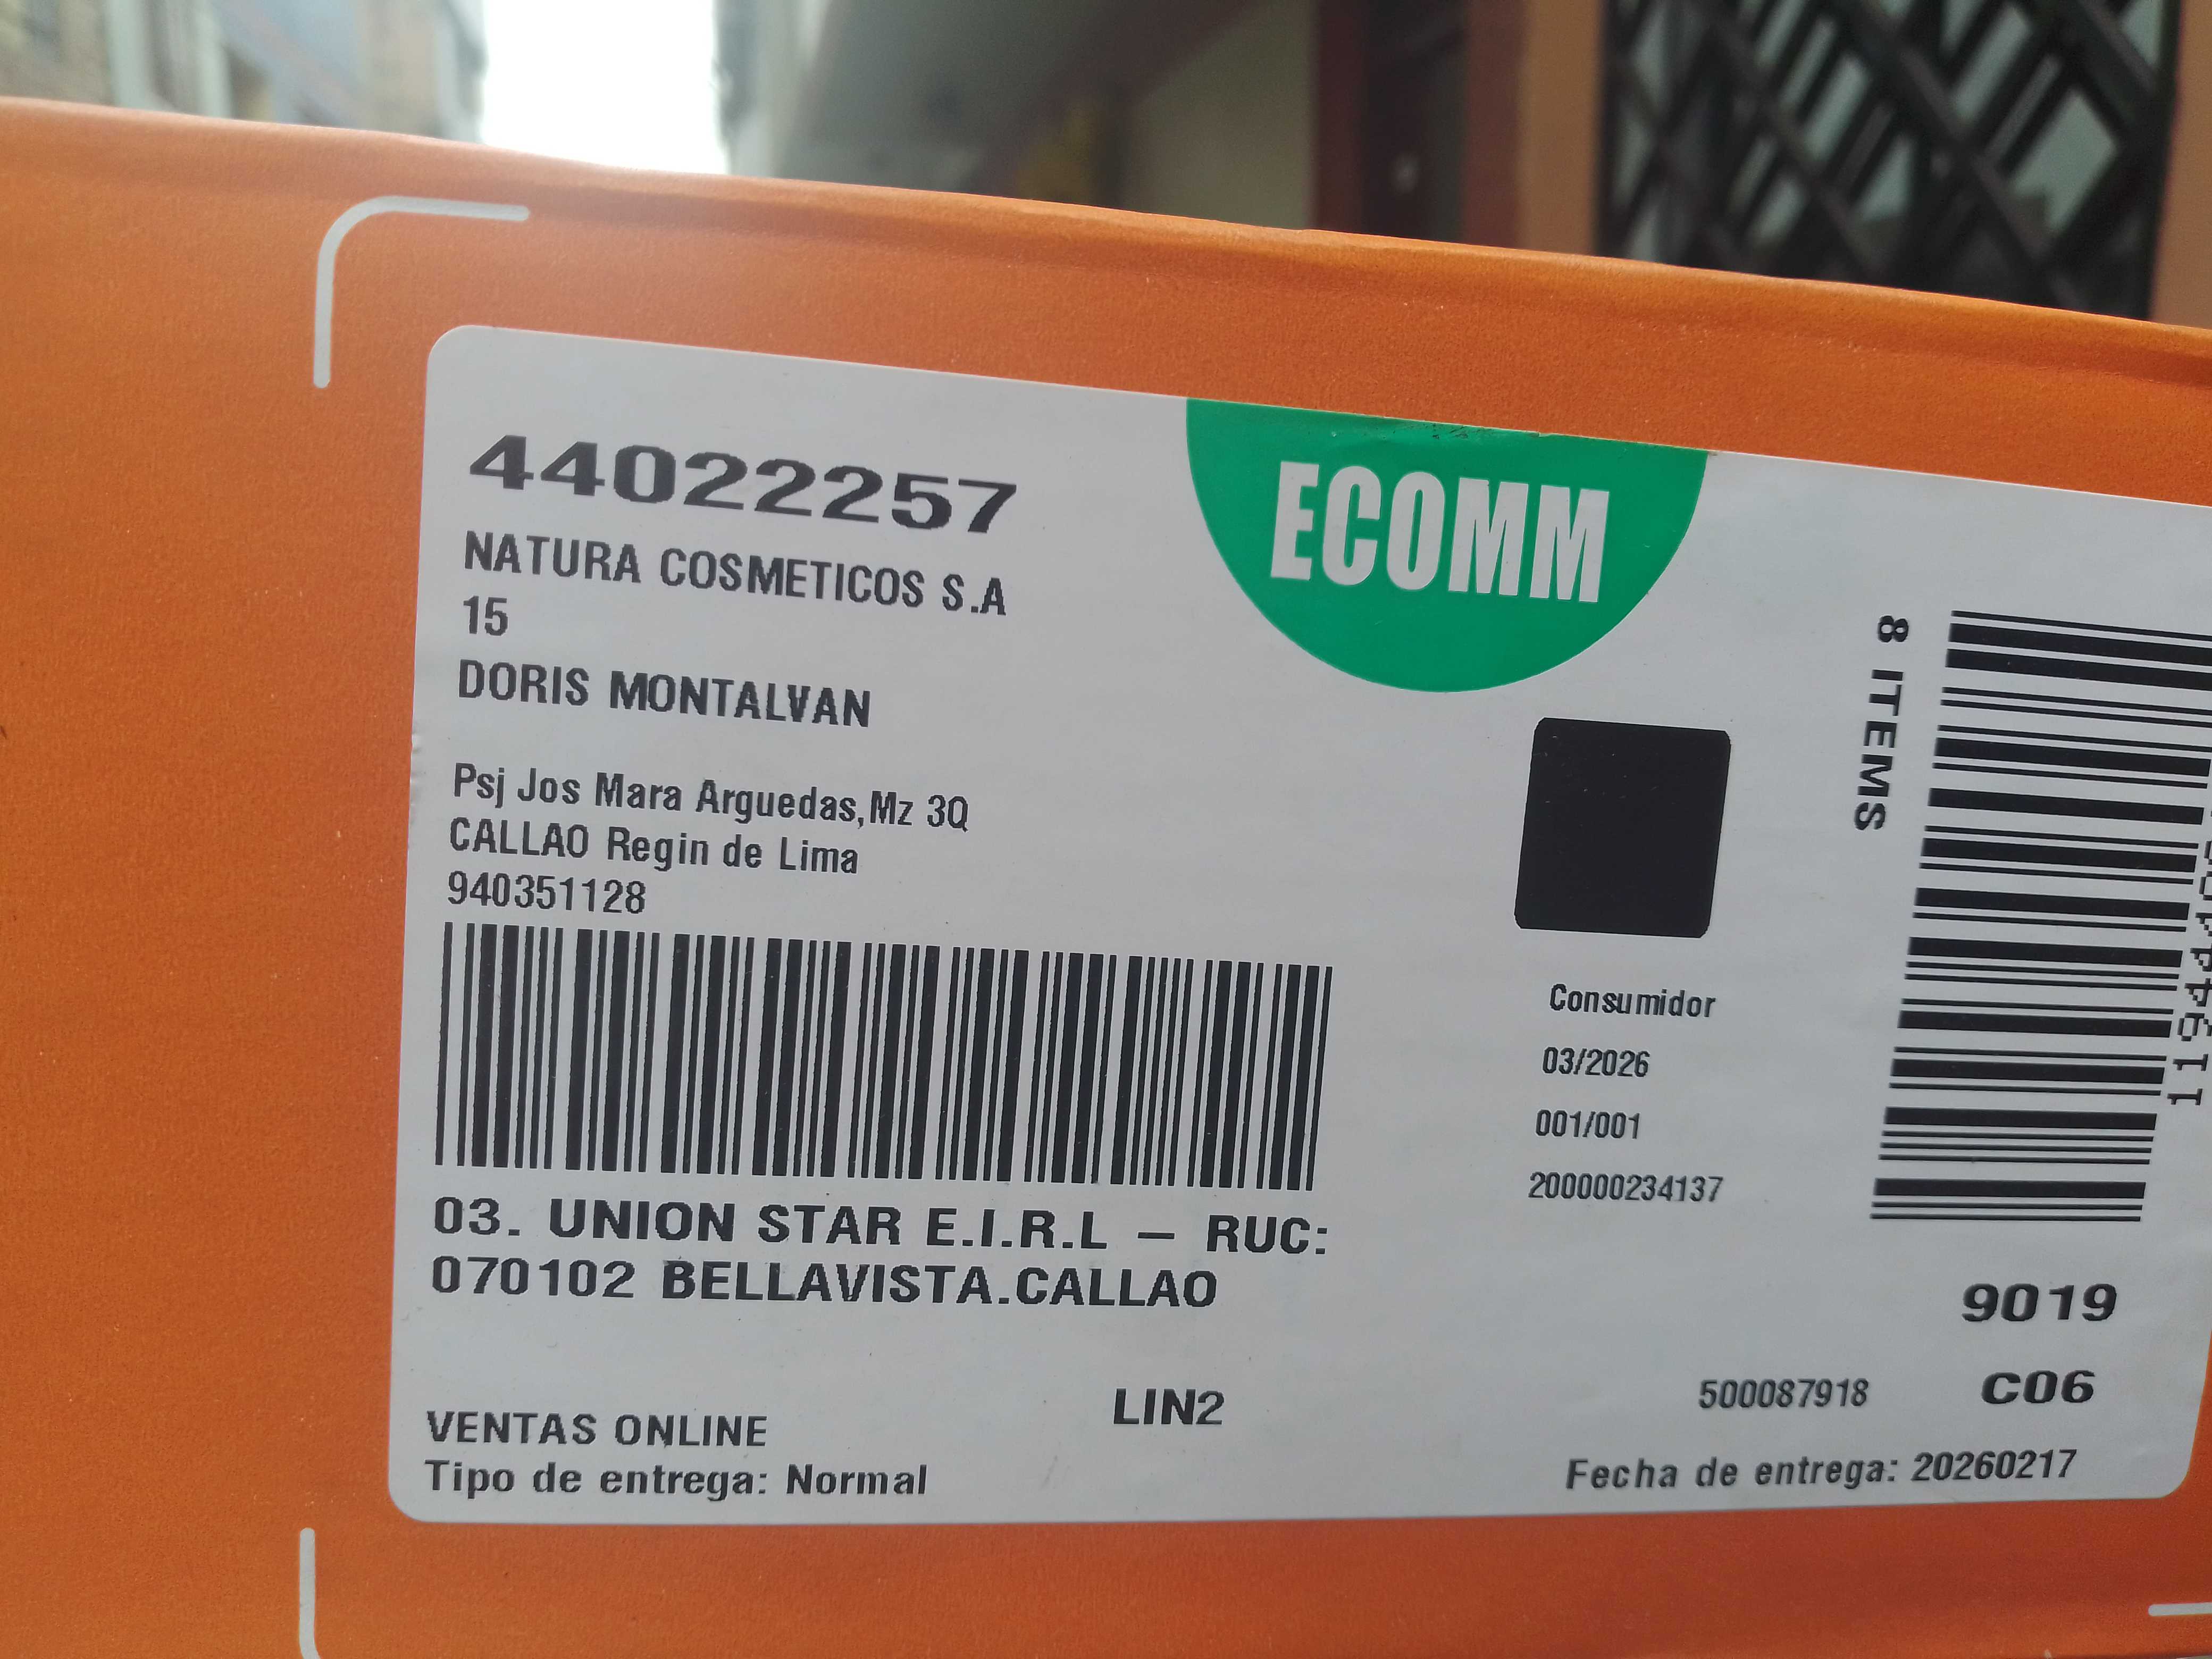 44022257
NATURA COSMETICOS S.A
15
DORIS MONTALVAN
Psj Jos Mara Arguedas,Mz 3Q
CALLAO Regin de Lima
940351128
03. UNION STAR E.I.R.L – RUC:
070102 BELLAVISTA.CALLAO
VENTAS ONLINE
Tipo de entrega: Normal
LIN2
ECOMM
Consumidor
03/2026
001/001
200000234137
8 ITEMS
9019
500087918 C06
Fecha de entrega: 20260217